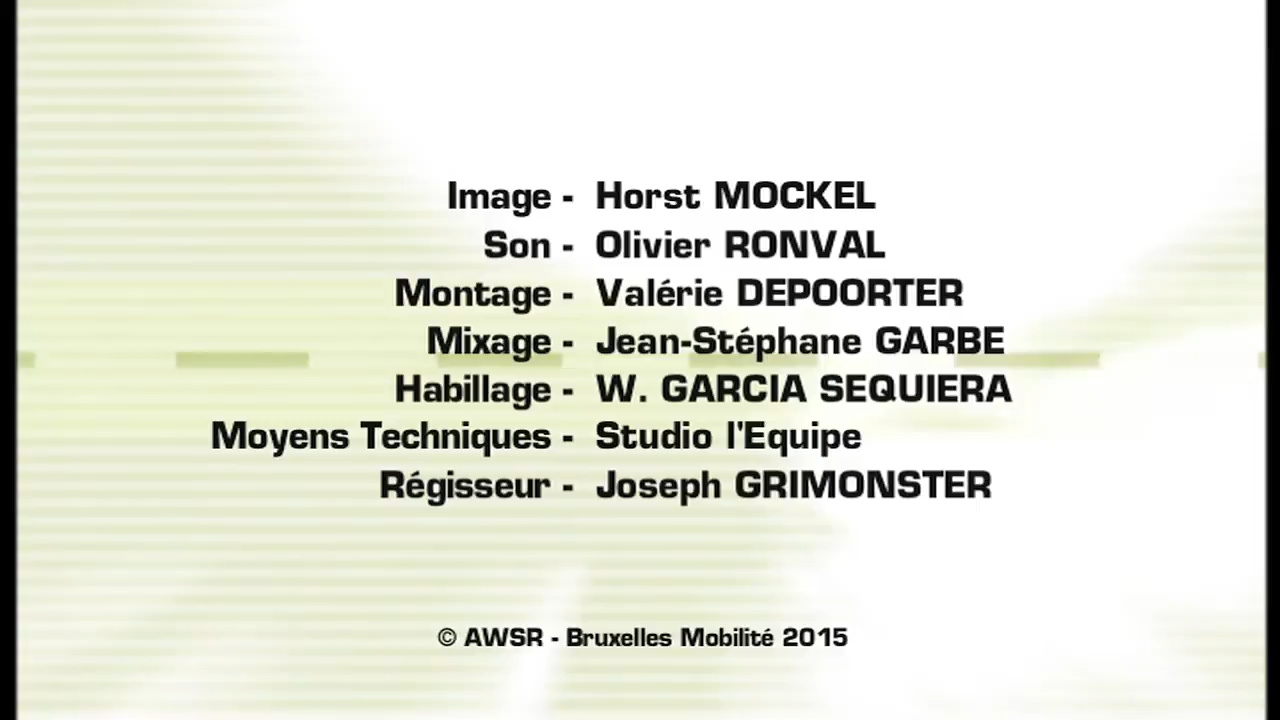 Image - Horst MOCKEL
Son - Olivier RONVAL
Montage - Valérie DEPOORTER
Mixage - Jean-Stéphane GARBE
Habillage - W. GARCIA SEQUIERA
Moyens Techniques - Studio l'Equipe
Régisseur - Joseph GRIMONSTER
© AWSR - Bruxelles Mobilité 2015